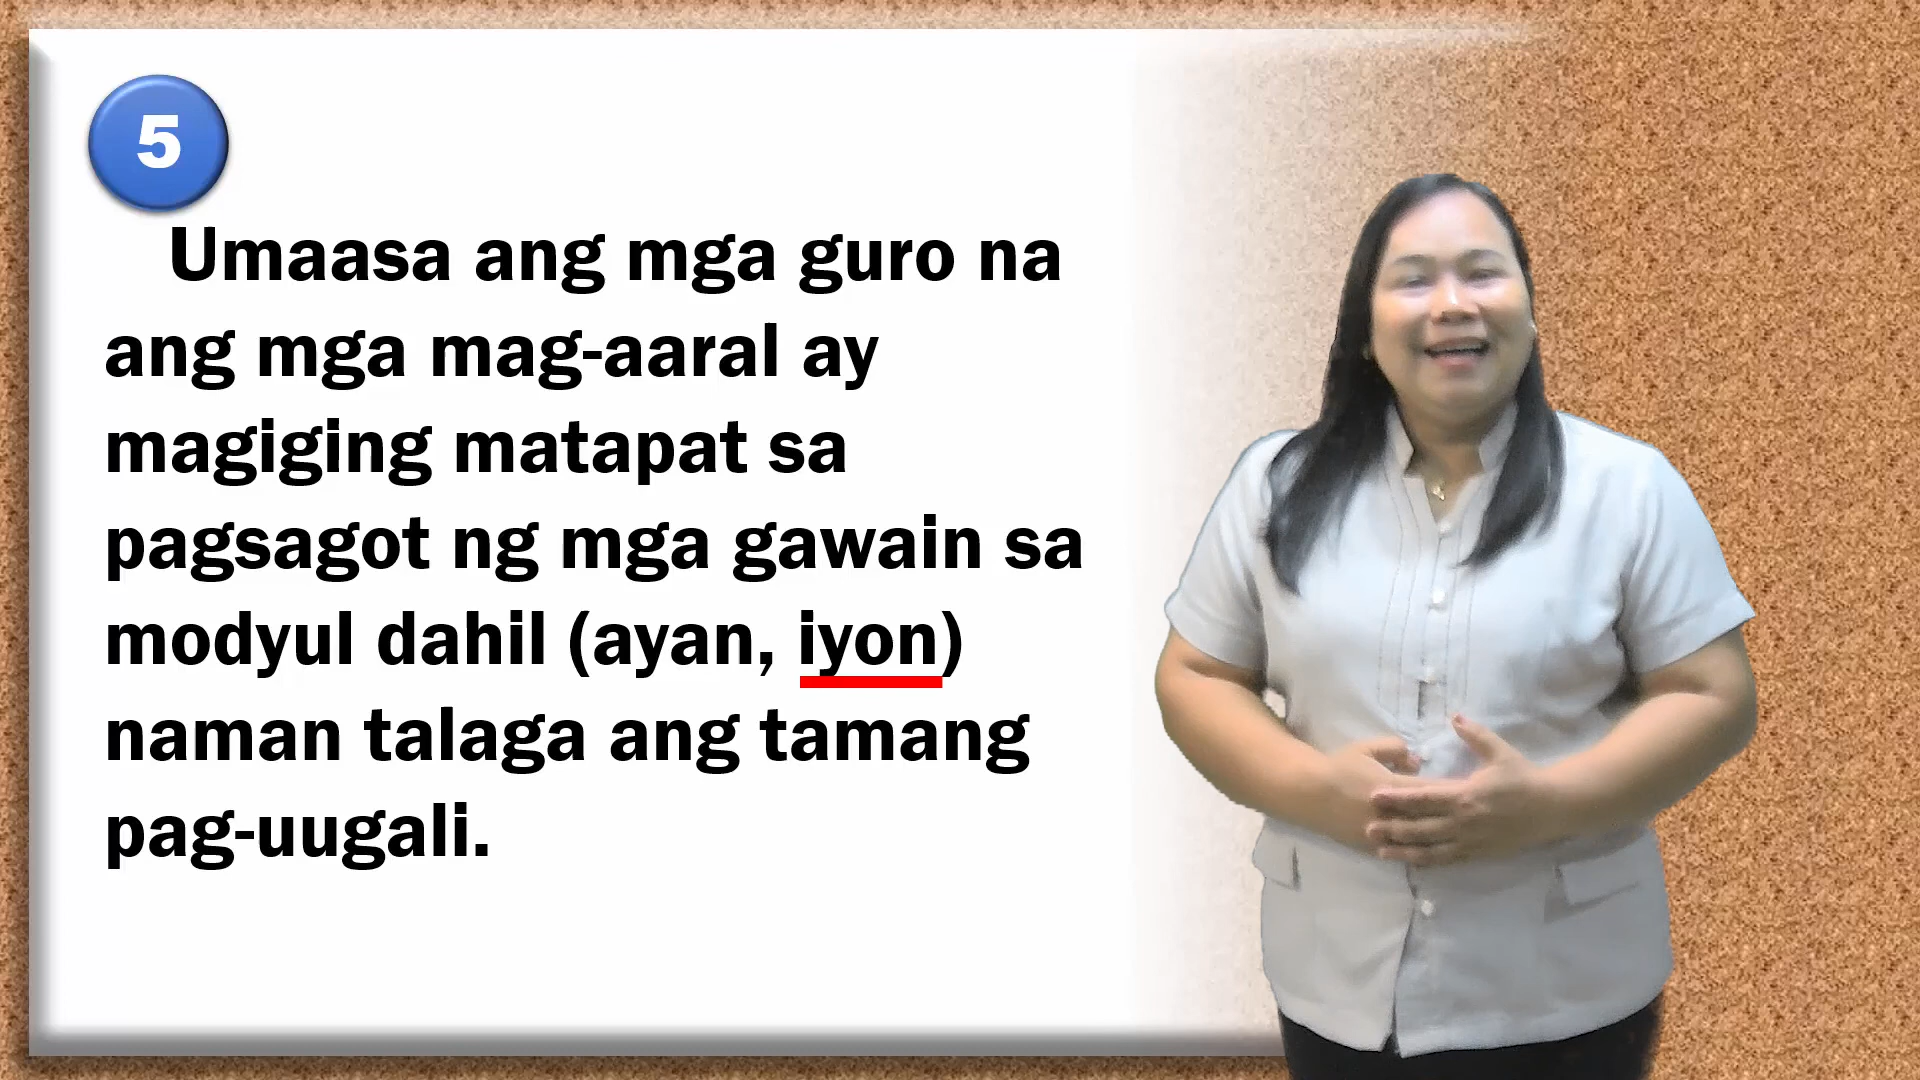 5
Umaasa ang mga guro na
ang mga mag-aaral ay
magiging matapat sa
pagsagot ng mga gawain sa
modyul dahil (ayan, iyon)
naman talaga ang tamang
pag-uugali.